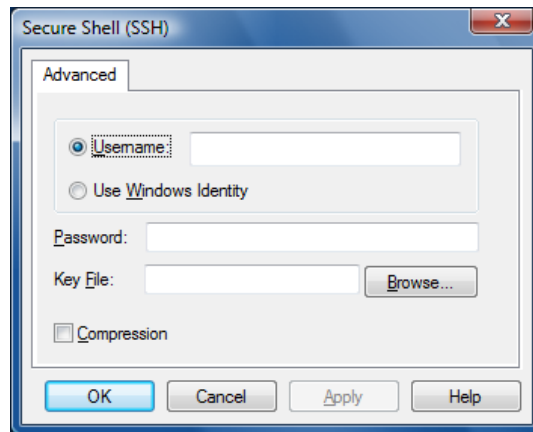 Secure Shell (SSH)
Advanced
Username:
Use Windows Identity
Password:
Key File:
Browse...
Compression
OK Cancel Apply Help